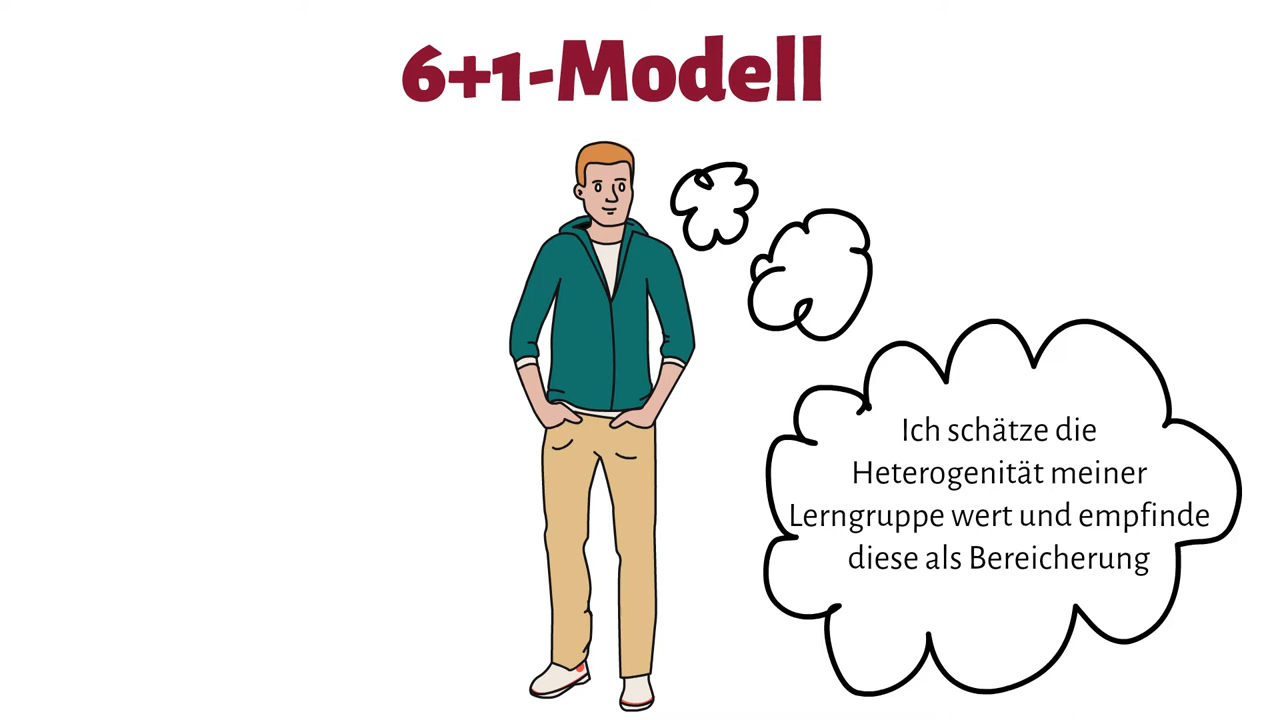 6+1-Modell
Ich schätze die
Heterogenität meiner
Lerngruppe wert und empfinde
diese als Bereicherung